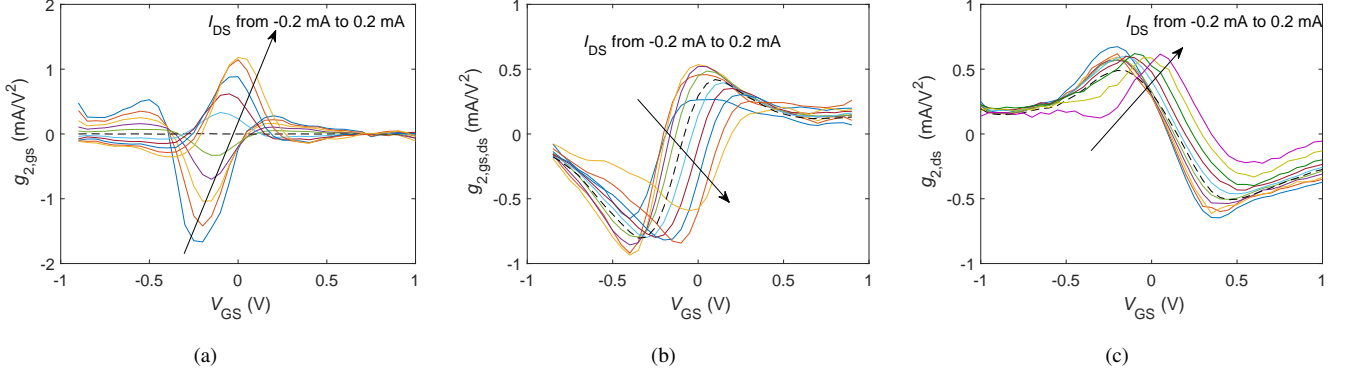 I_DS from -0.2 mA to 0.2 mA
g_2,gs (mA/V^2)
2
1
0
-1
-2
-1 -0.5 0 0.5 1
V_GS (V)
(a)
I_DS from -0.2 mA to 0.2 mA
g_2,gs,ds (mA/V^2)
1
0.5
0
-0.5
-1
-1 -0.5 0 0.5 1
V_GS (V)
(b)
I_DS from -0.2 mA to 0.2 mA
g_2,ds (mA/V^2)
1
0.5
0
-0.5
-1
-1 -0.5 0 0.5 1
V_GS (V)
(c)